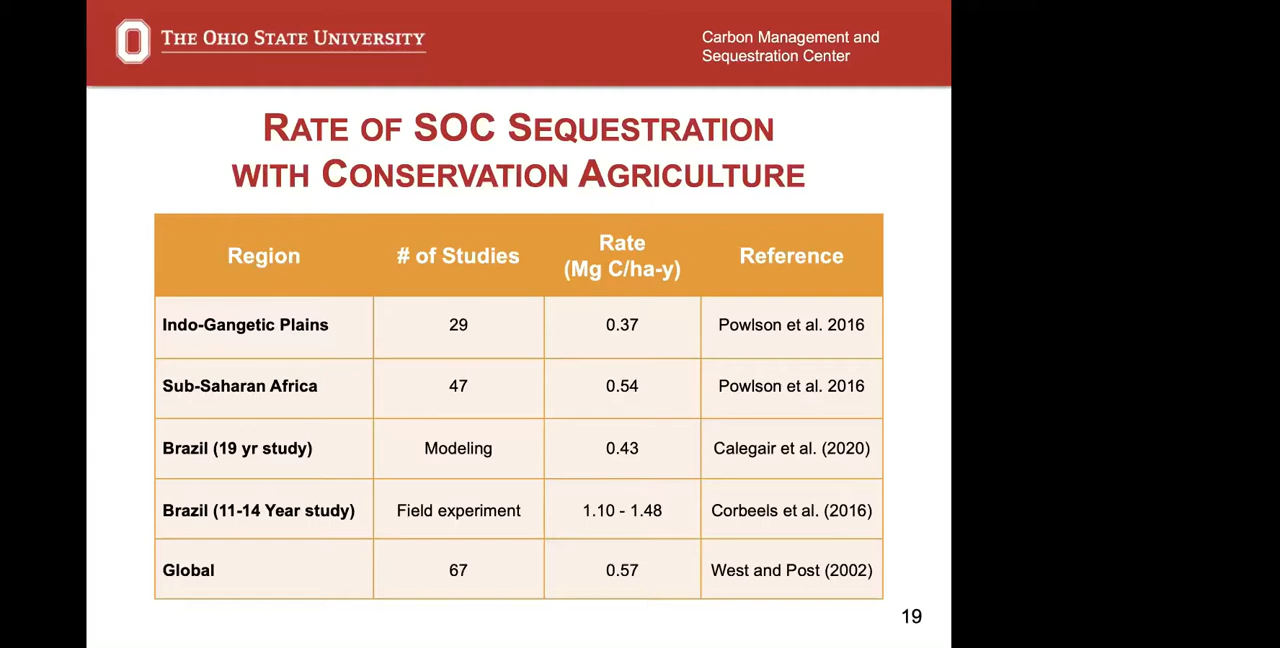 THE OHIO STATE UNIVERSITY
Carbon Management and
Sequestration Center
RATE OF SOC SEQUESTRATION
WITH CONSERVATION AGRICULTURE
Region # of Studies Rate (Mg C/ha-y) Reference
Indo-Gangetic Plains 29 0.37 Powlson et al. 2016
Sub-Saharan Africa 47 0.54 Powlson et al. 2016
Brazil (19 yr study) Modeling 0.43 Calegair et al. (2020)
Brazil (11-14 Year study) Field experiment 1.10 - 1.48 Corbeels et al. (2016)
Global 67 0.57 West and Post (2002)
19